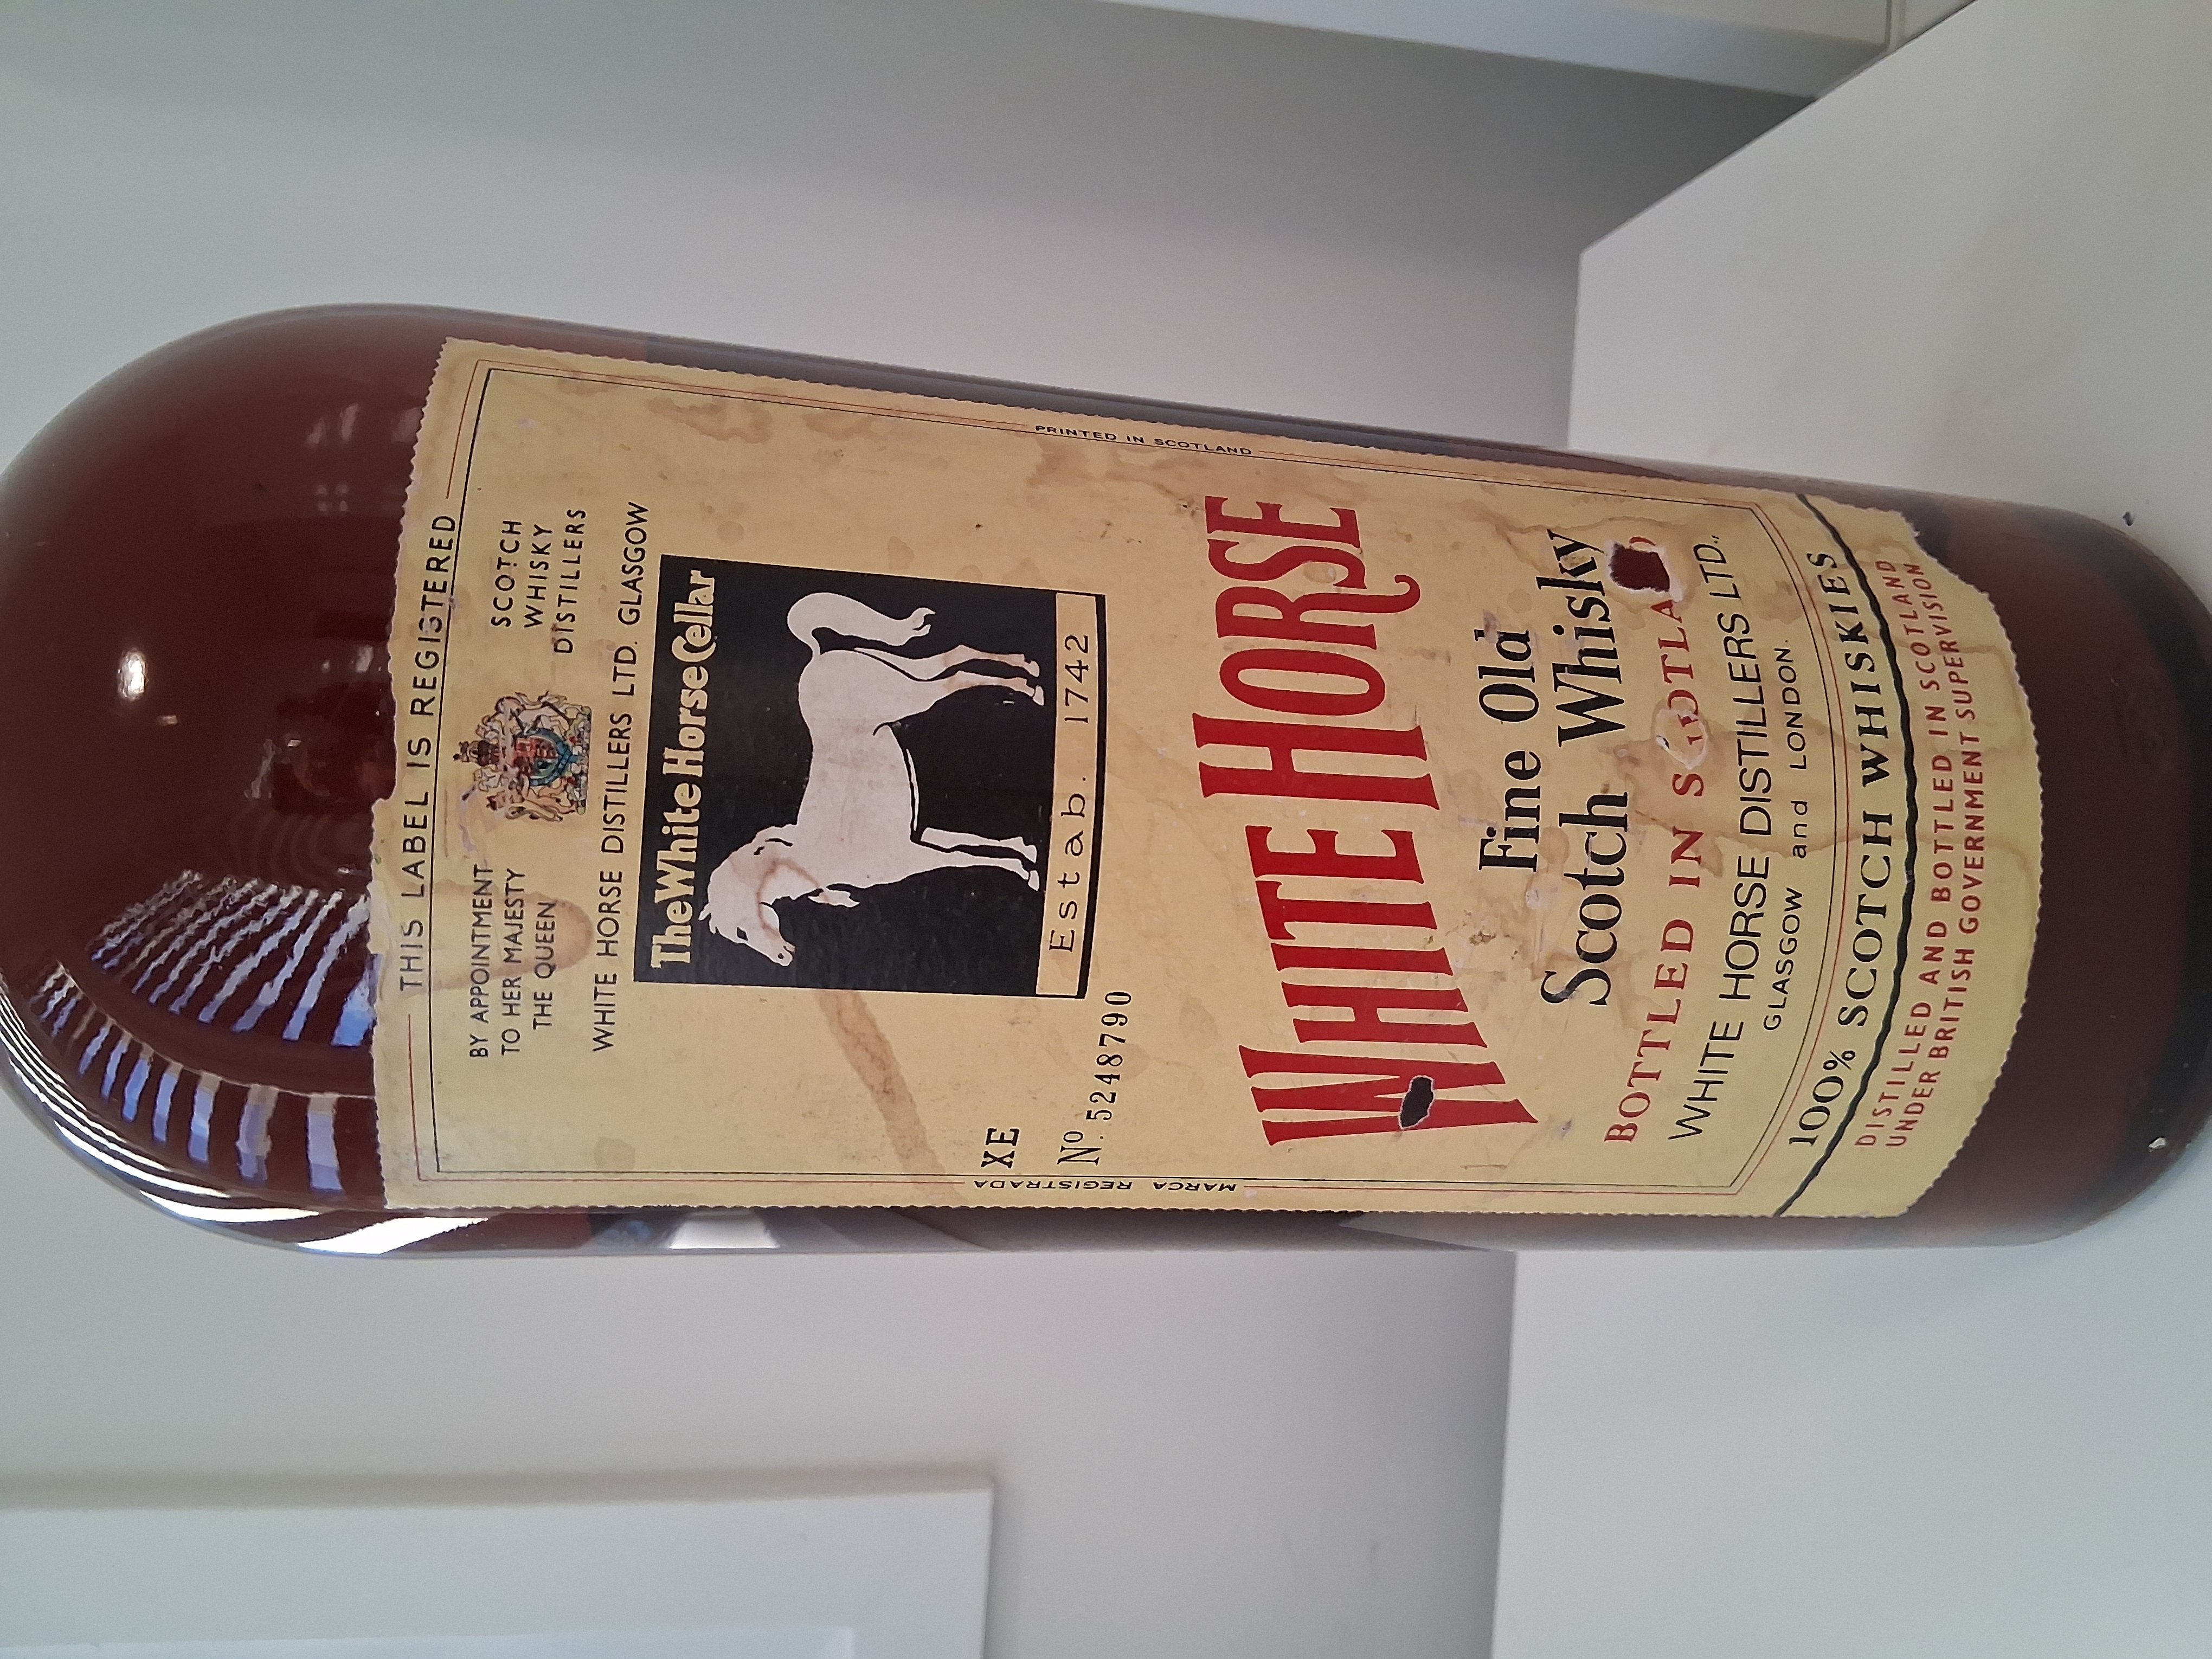 THIS LABEL IS REGISTERED
BY APPOINTMENT
TO HER MAJESTY
THE QUEEN
SCOTCH
WHISKY
DISTILLERS
WHITE HORSE DISTILLERS LTD. GLASGOW
The White Horse Cellar
Estab. 1742
XE
Nº. 5248790
PRINTED IN SCOTLAND
MARCA REGISTRADA
WHITE HORSE
Fine Old
Scotch Whisky
BOTTLED IN SCOTLAND
WHITE HORSE DISTILLERS LTD.,
GLASGOW and LONDON.
100% SCOTCH WHISKIES
DISTILLED AND BOTTLED IN SCOTLAND
UNDER BRITISH GOVERNMENT SUPERVISION